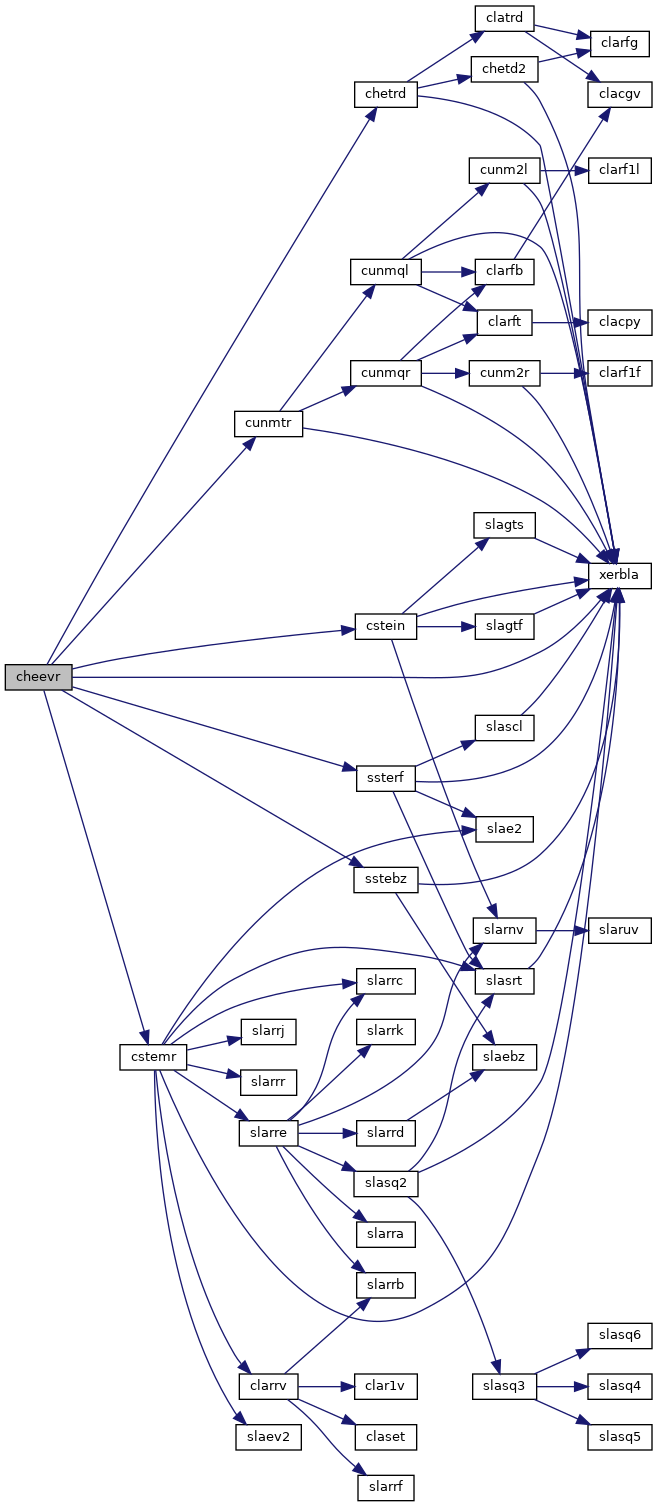 clatrd
clarfg
chetd2
chetrd
clacgv
cunm2l
clarf1l
cunmql
clarfb
clarft
clacpy
cunmqr
cunm2r
clarf1f
cunmtr
slagts
xerbla
cstein
slagtf
cheevr
slascl
ssterf
slae2
sstebz
slarnv
slaruv
slarrc
slasrt
slarrj
slarrk
cstemr
slaebz
slarrr
slarre
slarrd
slasq2
slarra
slarrb
slasq6
clarrv
clar1v
slasq3
slasq4
slaev2
claset
slasq5
slarrf